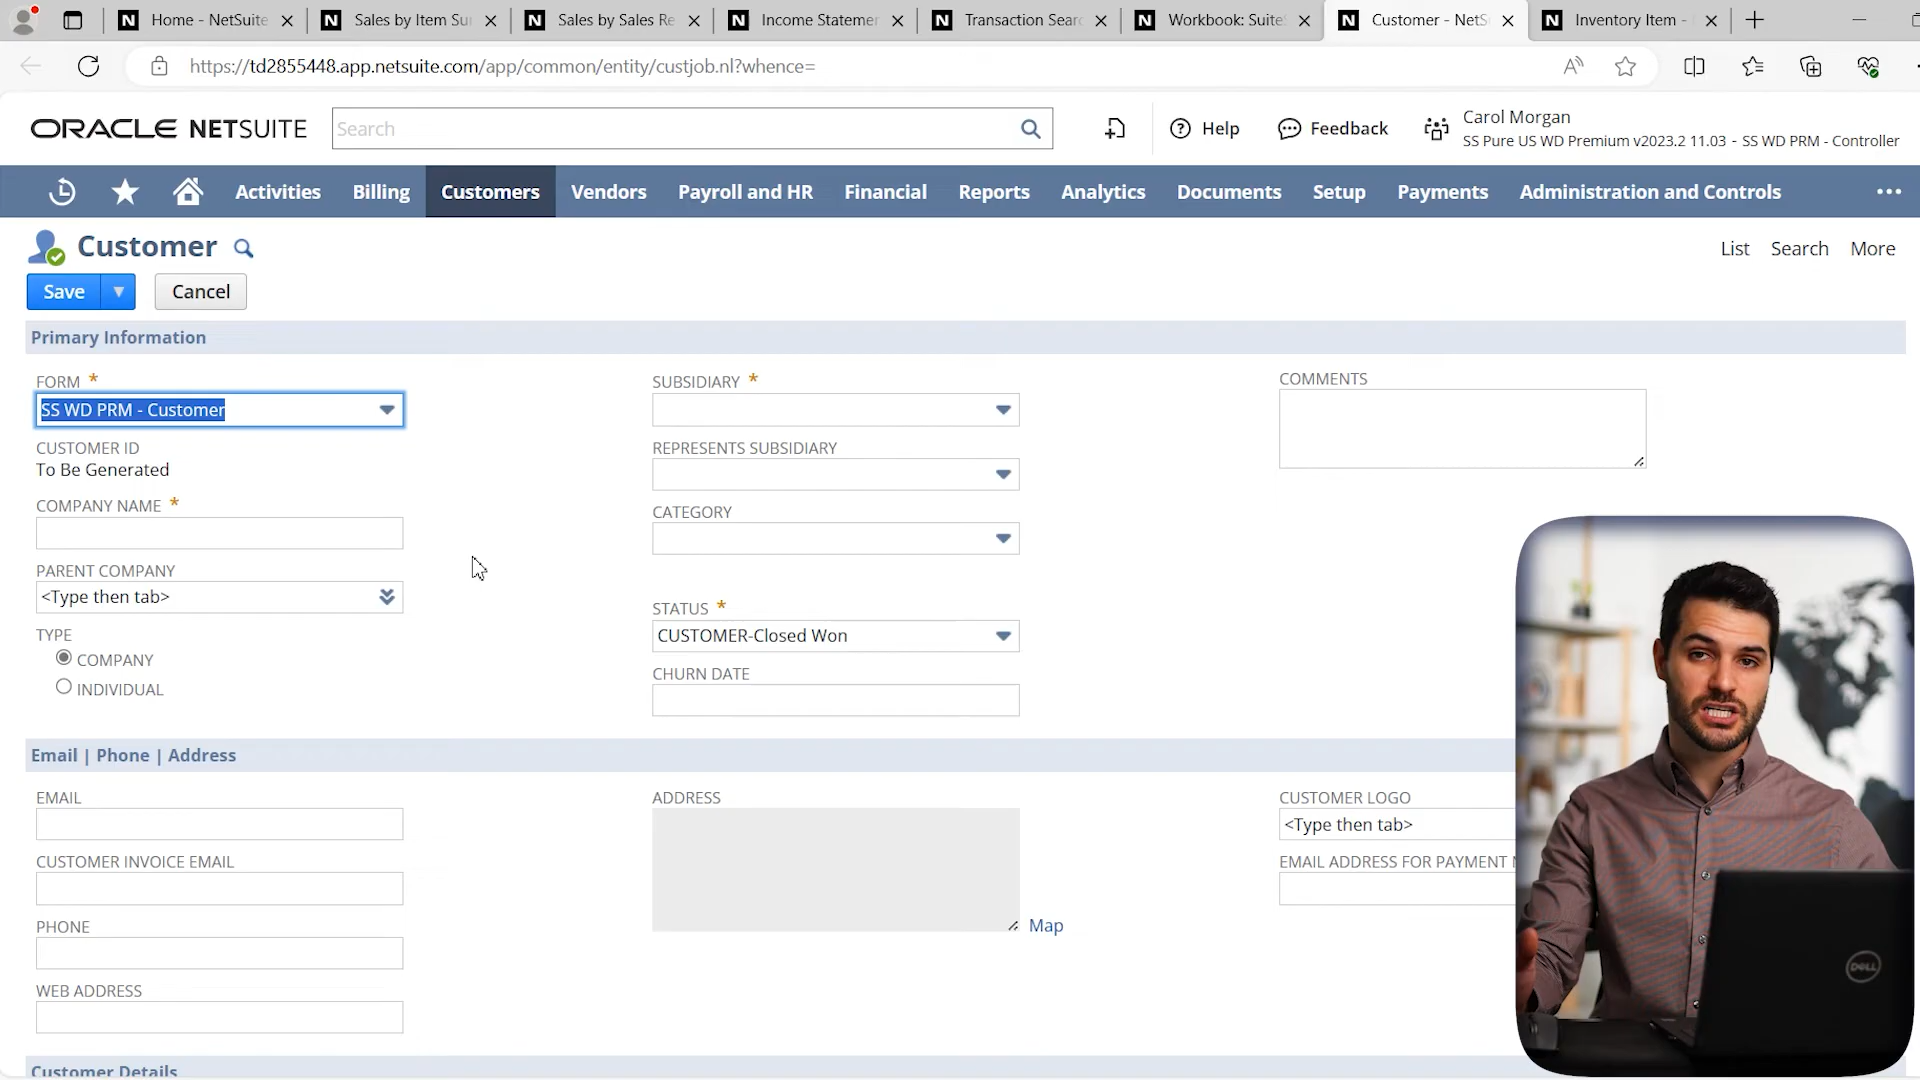 Home - NetSuite
Sales by Item Su
Sales by Sales Re
Income Statemen
Transaction Sear
Workbook: SuiteS
Customer - NetS
Inventory Item -
https://td2855448.app.netsuite.com/app/common/entity/custjob.nl?whence=
ORACLE NETSUITE
Search
Help
Feedback
Carol Morgan
SS Pure US WD Premium v2023.2 11.03 - SS WD PRM - Controller
Activities
Billing
Customers
Vendors
Payroll and HR
Financial
Reports
Analytics
Documents
Setup
Payments
Administration and Controls
Customer
List
Search
More
Save
Cancel
Primary Information
FORM *
SS WD PRM - Customer
CUSTOMER ID
To Be Generated
COMPANY NAME *
PARENT COMPANY
<Type then tab>
TYPE
COMPANY
INDIVIDUAL
SUBSIDIARY *
REPRESENTS SUBSIDIARY
CATEGORY
STATUS *
CUSTOMER-Closed Won
CHURN DATE
COMMENTS
Email | Phone | Address
EMAIL
CUSTOMER INVOICE EMAIL
PHONE
WEB ADDRESS
ADDRESS
Map
CUSTOMER LOGO
<Type then tab>
EMAIL ADDRESS FOR PAYMENT
Customer Details
DELL